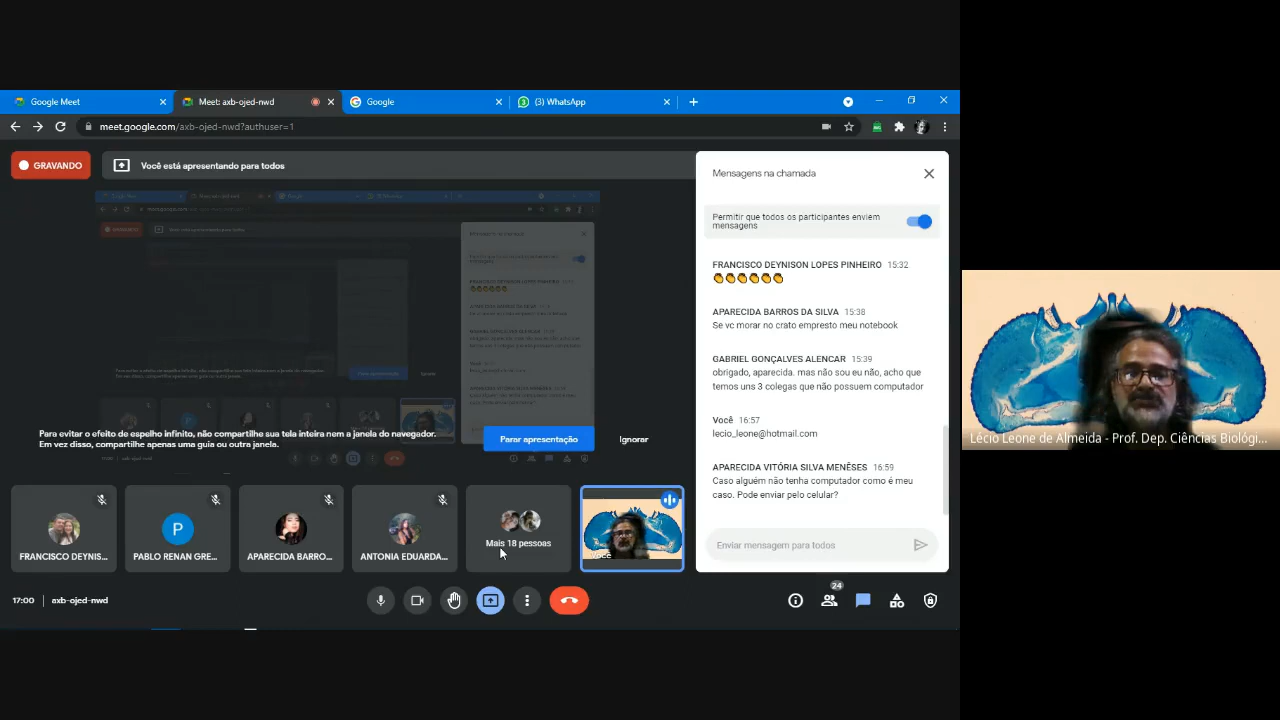 Google Meet
Meet: axb-ojed-nwd
Google
(3) WhatsApp
meet.google.com/axb-ojed-nwd?authuser=1
GRAVANDO
Você está apresentando para todos
Mensagens na chamada
Permitir que todos os participantes enviem
mensagens
FRANCISCO DEYNISON LOPES PINHEIRO 15:32
👏👏👏👏👏👏
APARECIDA BARROS DA SILVA 15:38
Se vc morar no crato empresto meu notebook
GABRIEL GONÇALVES ALENCAR 15:39
obrigado, aparecida. mas não sou eu não, acho que
temos uns 3 colegas que não possuem computador
Você 16:57
lecio_leone@hotmail.com
APARECIDA VITÓRIA SILVA MENÊSES 16:59
Caso alguém não tenha computador como é meu
caso. Pode enviar pelo celular?
Enviar mensagem para todos
Para evitar o efeito de espelho infinito, não compartilhe sua tela inteira nem a janela do navegador.
Em vez disso, compartilhe apenas uma guia ou outra janela.
Parar apresentação
Ignorar
FRANCISCO DEYNIS...
P
PABLO RENAN GRE...
APARECIDA BARRO...
ANTONIA EDUARDA...
Mais 18 pessoas
Você
17:00 | axb-ojed-nwd
24
Lécio Leone de Almeida - Prof. Dep. Ciências Biológi...